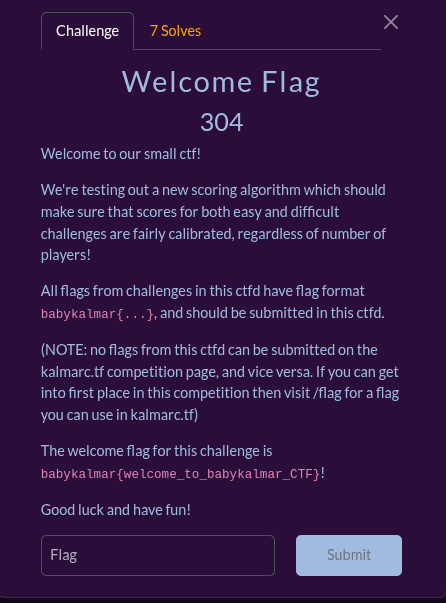 Challenge
7 Solves
Welcome Flag
304
Welcome to our small ctf!
We're testing out a new scoring algorithm which should
make sure that scores for both easy and difficult
challenges are fairly calibrated, regardless of number of
players!
All flags from challenges in this ctfd have flag format
babykalmar{...}, and should be submitted in this ctfd.
(NOTE: no flags from this ctfd can be submitted on the
kalmarc.tf competition page, and vice versa. If you can get
into first place in this competition then visit /flag for a flag
you can use in kalmarc.tf)
The welcome flag for this challenge is
babykalmar{welcome_to_babykalmar_CTF}!
Good luck and have fun!
Flag
Submit